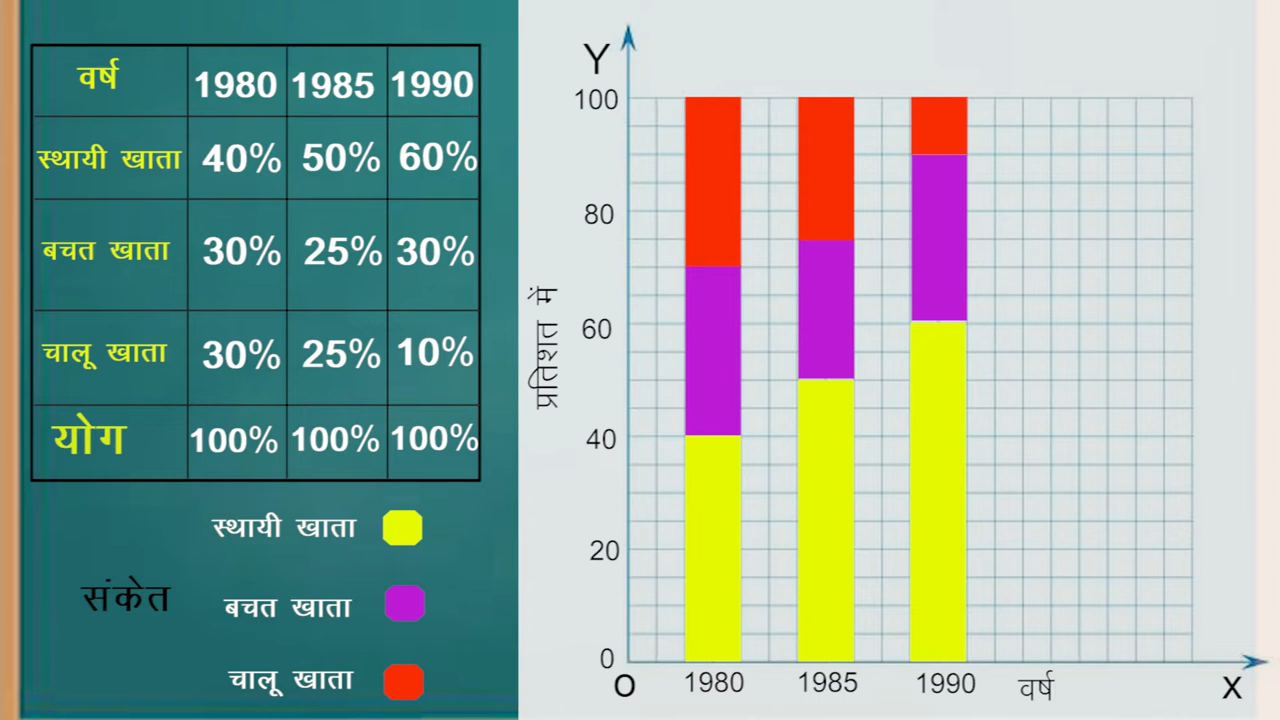 वर्ष 1980 1985 1990
स्थायी खाता 40% 50% 60%
बचत खाता 30% 25% 30%
चालू खाता 30% 25% 10%
योग 100% 100% 100%
संकेत
स्थायी खाता
बचत खाता
चालू खाता
Y
100
80
60
40
20
0
प्रतिशत में
O 1980 1985 1990 वर्ष X